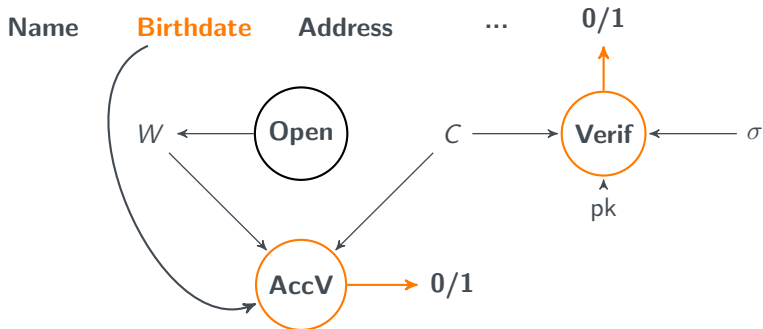 Name Birthdate Address ... 0/1
W Open C Verif σ
pk
AccV 0/1